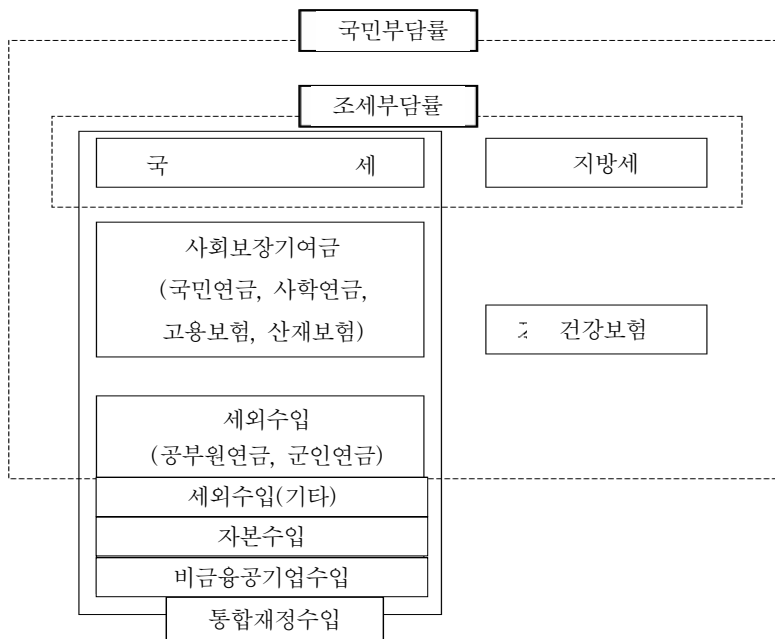 국민부담률
조세부담률
국 세
지방세
사회보장기여금
(국민연금, 사학연금,
고용보험, 산재보험)
건강보험
세외수입
(공부원연금, 군인연금)
세외수입(기타)
자본수입
비금융공기업수입
통합재정수입